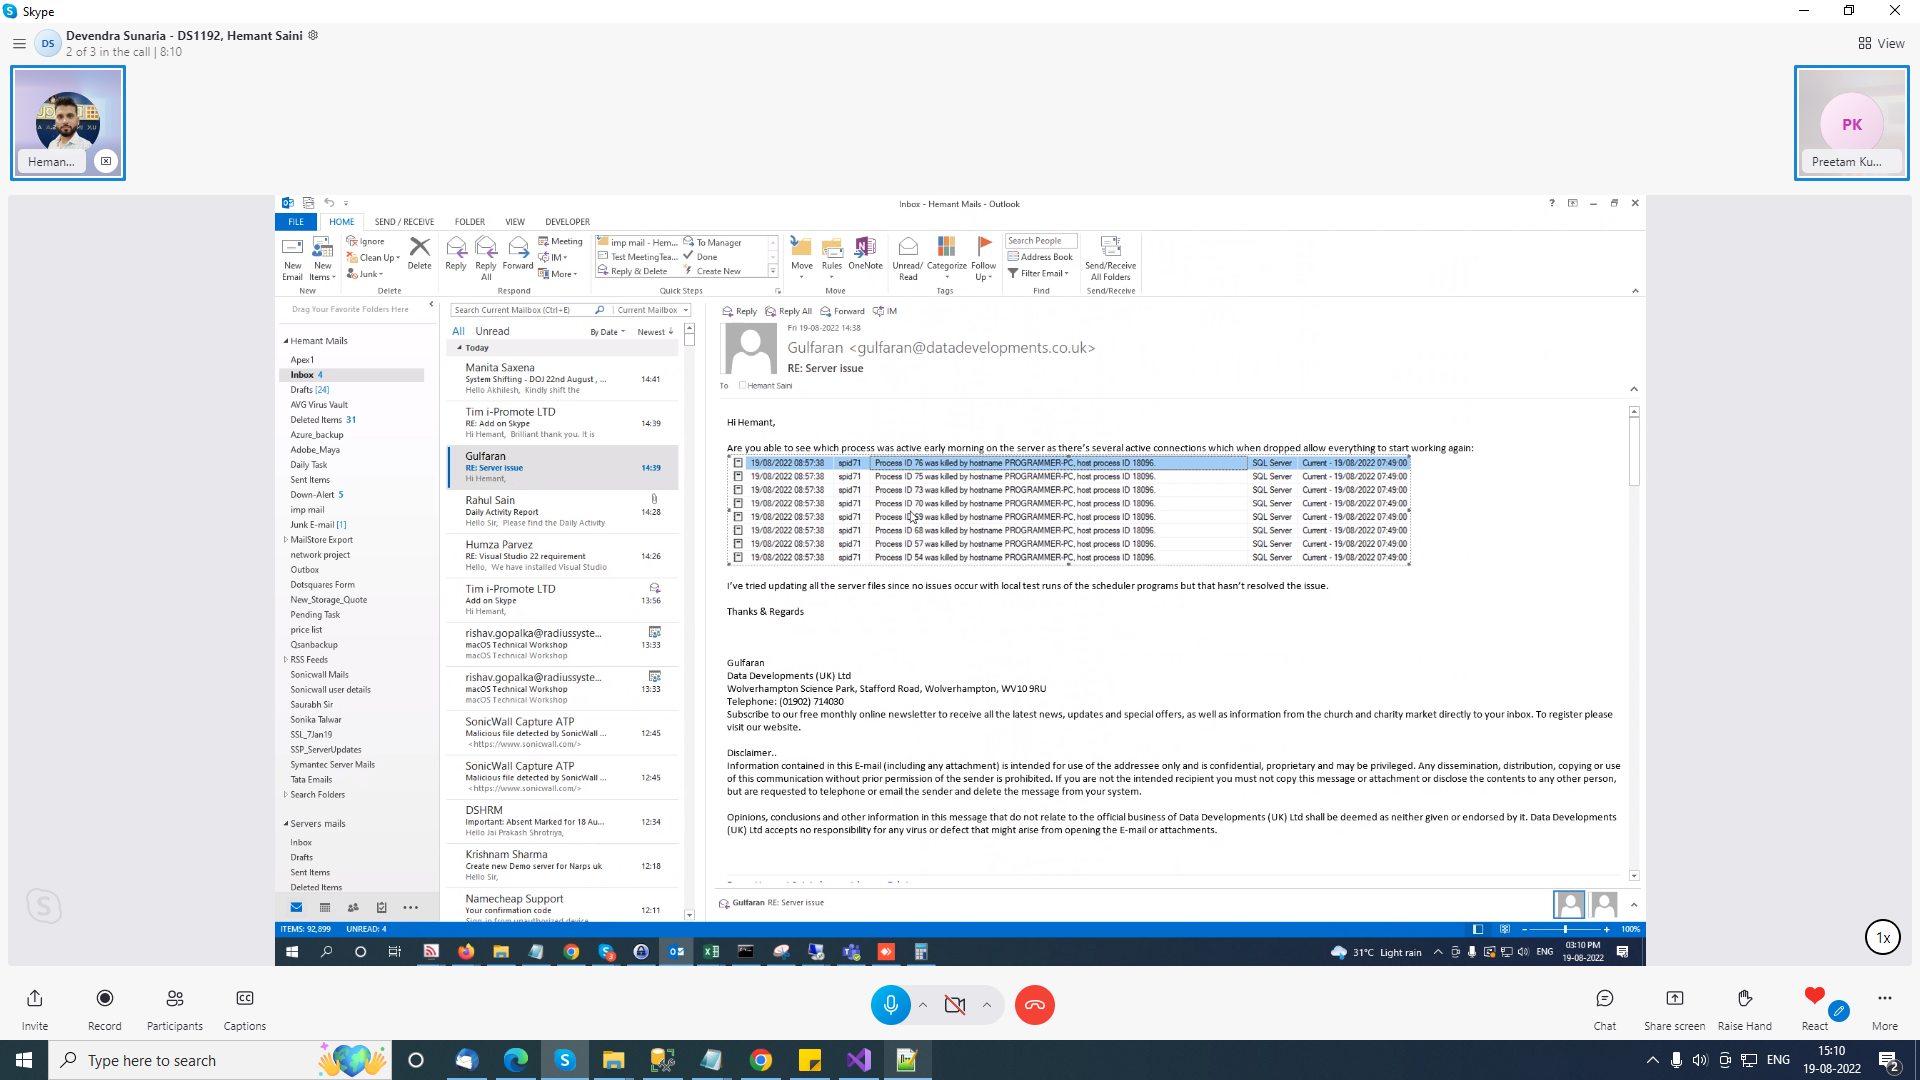 Skype
DS
Devendra Sunaria - DS1192, Hemant Saini
2 of 3 in the call | 8:10
View
Heman...
PK
Preetam Ku...
Inbox - Hemant Mails - Outlook
FILE HOME SEND / RECEIVE FOLDER VIEW DEVELOPER
New Email
New Items
Ignore
Clean Up
Junk
Delete
Reply
Reply All
Forward
Meeting
IM
More
imp mail - Hem...
Test MeetingTea...
Reply & Delete
To Manager
Done
Create New
Move
Rules
OneNote
Unread/ Read
Categorize
Follow Up
Search People
Address Book
Filter Email
Send/Receive All Folders
New Delete Respond Quick Steps Move Tags Find Send/Receive
Drag Your Favorite Folders Here
Hemant Mails
Apex1
Inbox 4
Drafts [24]
AVG Virus Vault
Deleted Items 31
Azure_backup
Adobe_Maya
Daily Task
Sent Items
Down-Alert 5
imp mail
Junk E-mail [1]
MailStore Export
network project
Outbox
Dotsquares Form
New_Storage_Quote
Pending Task
price list
Qsanbackup
RSS Feeds
Sonicwall Mails
Sonicwall user details
Saurabh Sir
Sonika Talwar
SSL_7Jan19
SSP_ServerUpdates
Symantec Server Mails
Tata Emails
Search Folders
Servers mails
Inbox
Drafts
Sent Items
Deleted Items
Search Current Mailbox (Ctrl+E) Current Mailbox
All Unread By Date Newest
Today
Manita Saxena
System Shifting - DOJ 22nd August , ... 14:41
Hello Akhilesh, Kindly shift the
Tim i-Promote LTD
RE: Add on Skype 14:39
Hi Hemant, Brilliant thank you. It is
Gulfaran
RE: Server issue 14:39
Rahul Sain
Daily Activity Report 14:28
Hello Sir, Please find the Daily Activity
Humza Parvez
RE: Visual Studio 22 requirement 14:26
Hello, We have installed Visual Studio
Tim i-Promote LTD
Add on Skype 13:56
Hi Hemant,
rishav.gopalka@radiussyste...
macOS Technical Workshop 13:33
macOS Technical Workshop
rishav.gopalka@radiussyste...
macOS Technical Workshop 13:33
macOS Technical Workshop
SonicWall Capture ATP
Malicious file detected by SonicWall ... 12:45
<https://www.sonicwall.com/>
SonicWall Capture ATP
Malicious file detected by SonicWall ... 12:45
<https://www.sonicwall.com/>
DSHRM
Important: Absent Marked for 18 Au... 12:34
Hello Jai Prakash Shrotriya,
Krishnam Sharma
Create new Demo server for Narps uk 12:18
Hello Sir,
Namecheap Support
Your confirmation code 12:11
Sign in from unauthorized device
Reply Reply All Forward IM
Fri 19-08-2022 14:38
Gulfaran <gulfaran@datadevelopments.co.uk>
RE: Server issue
To Hemant Saini
Hi Hemant,
Are you able to see which process was active early morning on the server as there's several active connections which when dropped allow everything to start working again:
19/08/2022 08:57:38 spid71 Process ID 76 was killed by hostname PROGRAMMER-PC, host process ID 18096. SQL Server Current - 19/08/2022 07:49:00
19/08/2022 08:57:38 spid71 Process ID 75 was killed by hostname PROGRAMMER-PC, host process ID 18096. SQL Server Current - 19/08/2022 07:49:00
19/08/2022 08:57:38 spid71 Process ID 73 was killed by hostname PROGRAMMER-PC, host process ID 18096. SQL Server Current - 19/08/2022 07:49:00
19/08/2022 08:57:38 spid71 Process ID 70 was killed by hostname PROGRAMMER-PC, host process ID 18096. SQL Server Current - 19/08/2022 07:49:00
19/08/2022 08:57:38 spid71 Process ID was killed by hostname PROGRAMMER-PC, host process ID 18096. SQL Server Current - 19/08/2022 07:49:00
19/08/2022 08:57:38 spid71 Process ID 68 was killed by hostname PROGRAMMER-PC, host process ID 18096. SQL Server Current - 19/08/2022 07:49:00
19/08/2022 08:57:38 spid71 Process ID 57 was killed by hostname PROGRAMMER-PC, host process ID 18096. SQL Server Current - 19/08/2022 07:49:00
19/08/2022 08:57:38 spid71 Process ID 54 was killed by hostname PROGRAMMER-PC, host process ID 18096. SQL Server Current - 19/08/2022 07:49:00
I've tried updating all the server files since no issues occur with local test runs of the scheduler programs but that hasn't resolved the issue.
Thanks & Regards
Gulfaran
Data Developments (UK) Ltd
Wolverhampton Science Park, Stafford Road, Wolverhampton, WV10 9RU
Telephone: (01902) 714030
Subscribe to our free monthly online newsletter to receive all the latest news, updates and special offers, as well as information from the church and charity market directly to your inbox. To register please
visit our website.
Disclaimer..
Information contained in this E-mail (including any attachment) is intended for use of the addressee only and is confidential, proprietary and may be privileged. Any dissemination, distribution, copying or use
of this communication without prior permission of the sender is prohibited. If you are not the intended recipient you must not copy this message or attachment or disclose the contents to any other person,
but are requested to telephone or email the sender and delete the message from your system.
Opinions, conclusions and other information in this message that do not relate to the official business of Data Developments (UK) Ltd shall be deemed as neither given or endorsed by it. Data Developments
(UK) Ltd accepts no responsibility for any virus or defect that might arise from opening the E-mail or attachments.
Gulfaran RE: Server issue
ITEMS: 92,899 UNREAD: 4
100%
31°C Light rain
ENG
03:10 PM
19-08-2022
1x
Invite
Record
Participants
Captions
Chat
Share screen
Raise Hand
React
More
Type here to search
ENG
15:10
19-08-2022
2